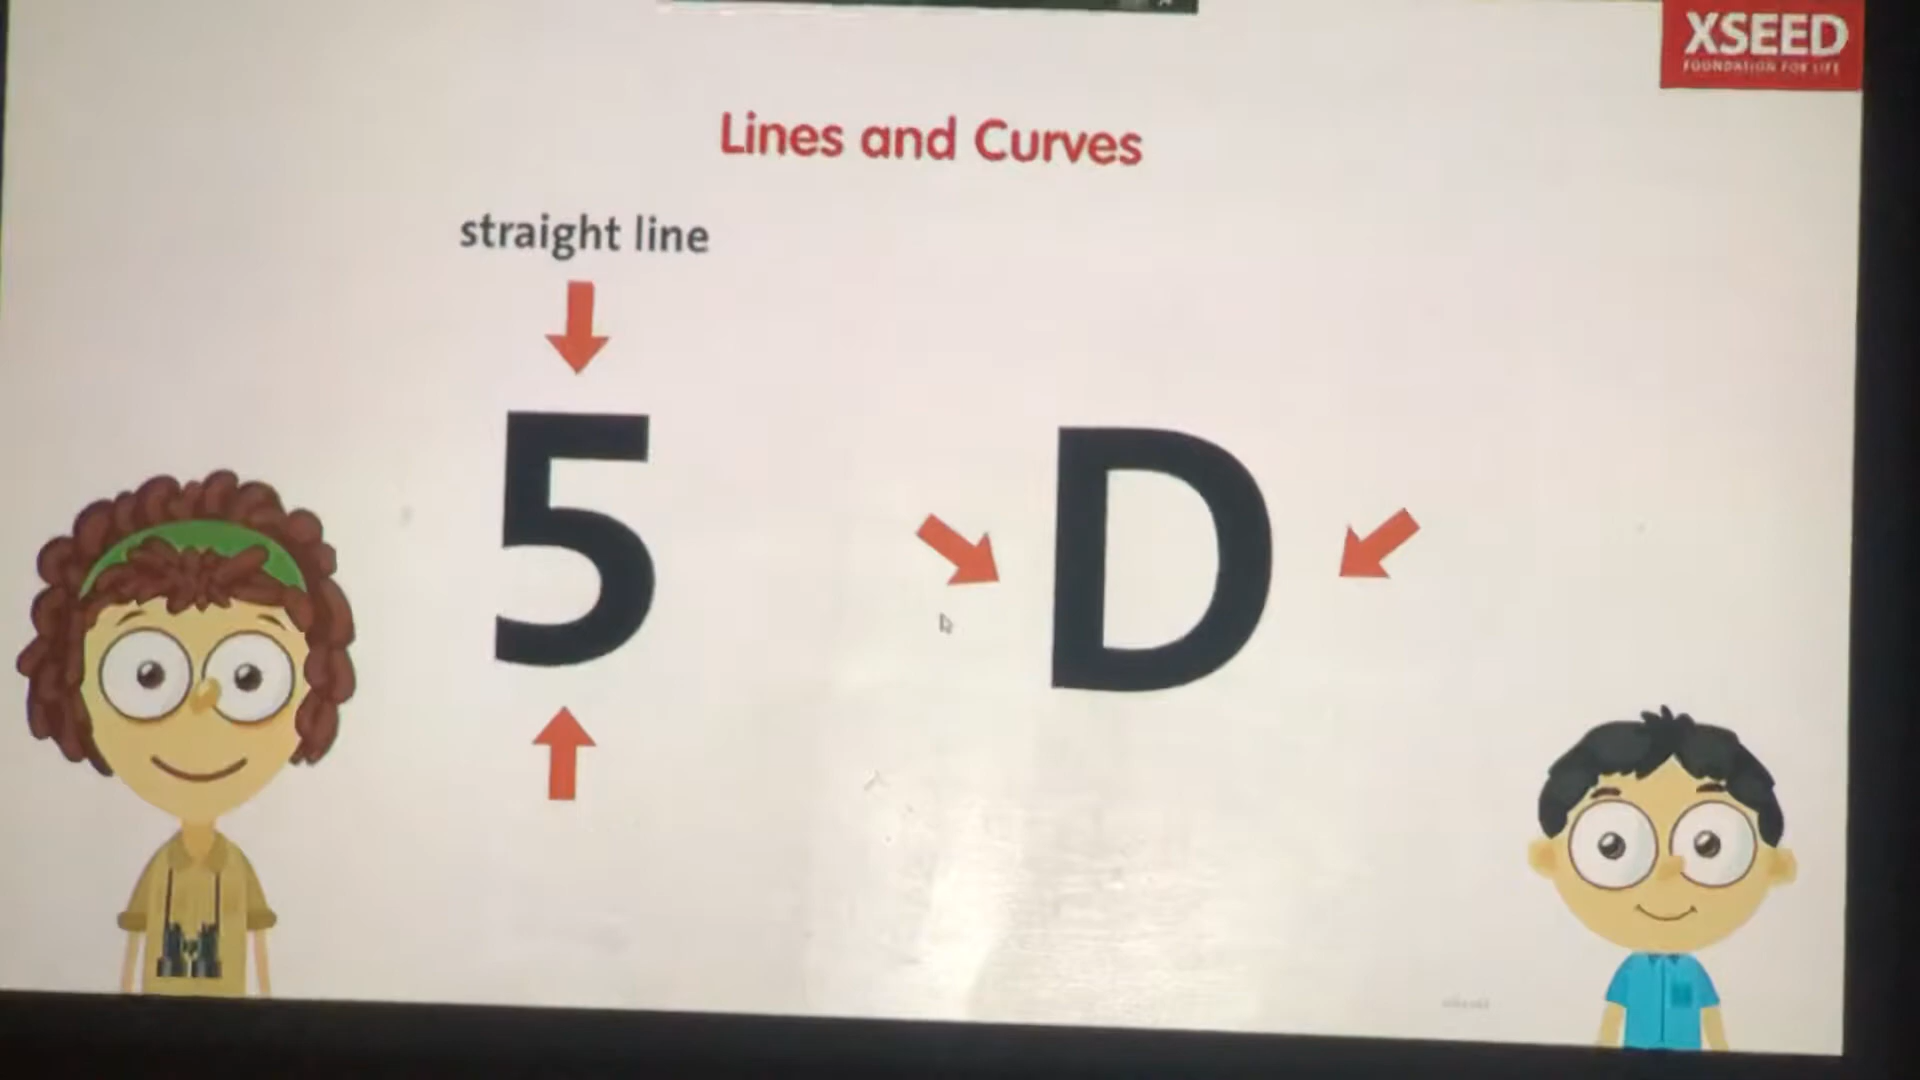 XSEED
FOUNDATION FOR LIFE
Lines and Curves
straight line
5 D